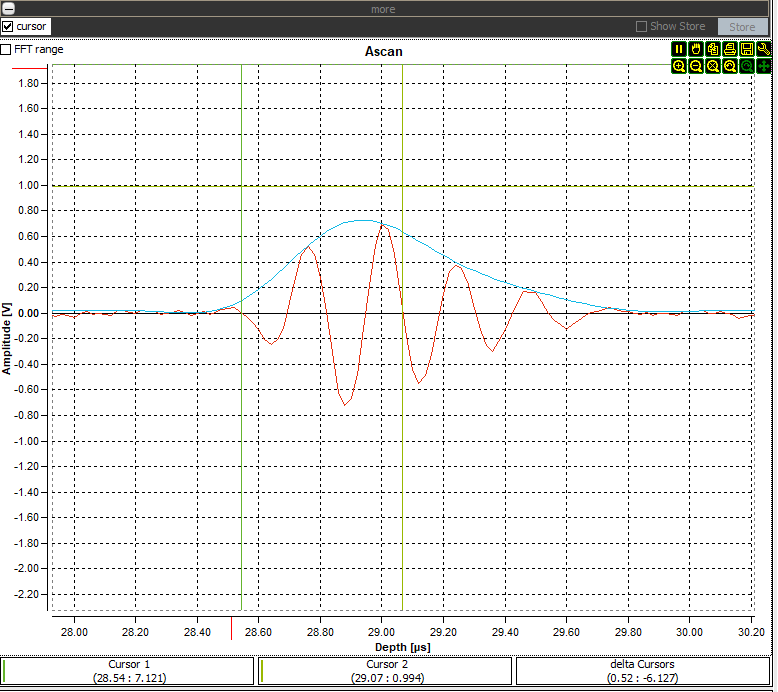 more
cursor
Show Store
Store
FFT range
Ascan
1.80
1.60
1.40
1.20
1.00
0.80
0.60
0.40
0.20
0.00
-0.20
-0.40
-0.60
-0.80
-1.00
-1.20
-1.40
-1.60
-1.80
-2.00
-2.20
Amplitude [V]
28.00 28.20 28.40 28.60 28.80 29.00 29.20 29.40 29.60 29.80 30.00 30.20
Depth [µs]
Cursor 1
(28.54 : 7.121)
Cursor 2
(29.07 : 0.994)
delta Cursors
(0.52 : -6.127)